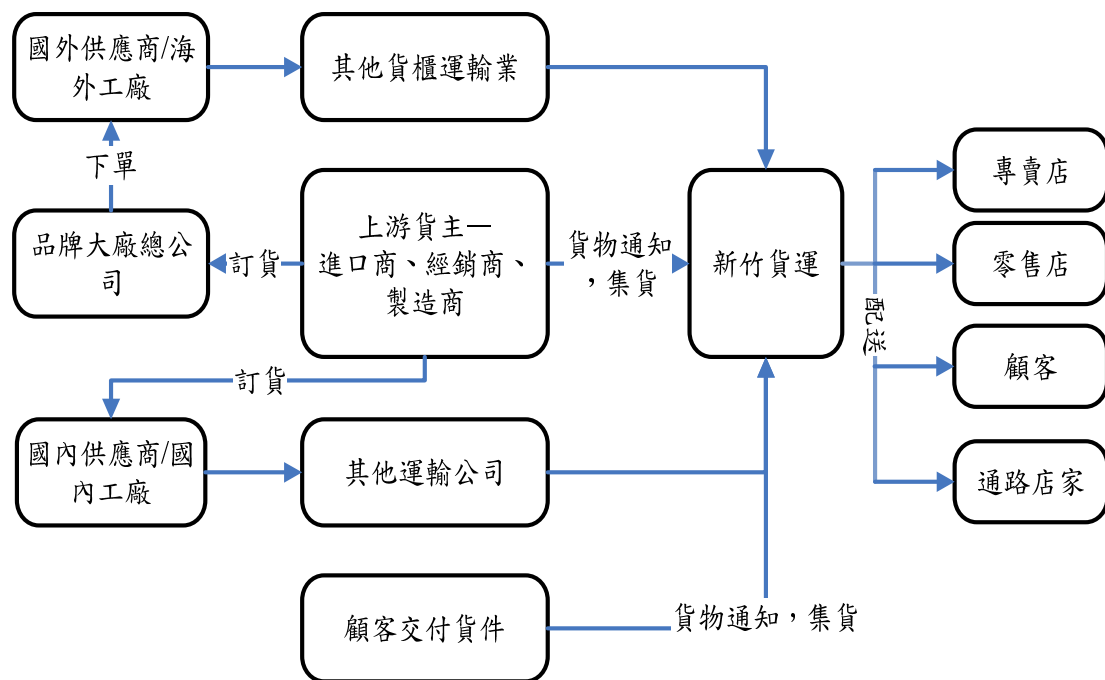 國外供應商/海
外工廠
其他貨櫃運輸業
下單
專賣店
品牌大廠總公
司
訂貨
上游貨主—
進口商、經銷商、
製造商
貨物通知
，集貨
新竹貨運
零售店
配送
顧客
訂貨
國內供應商/國
內工廠
其他運輸公司
通路店家
顧客交付貨件
貨物通知，集貨